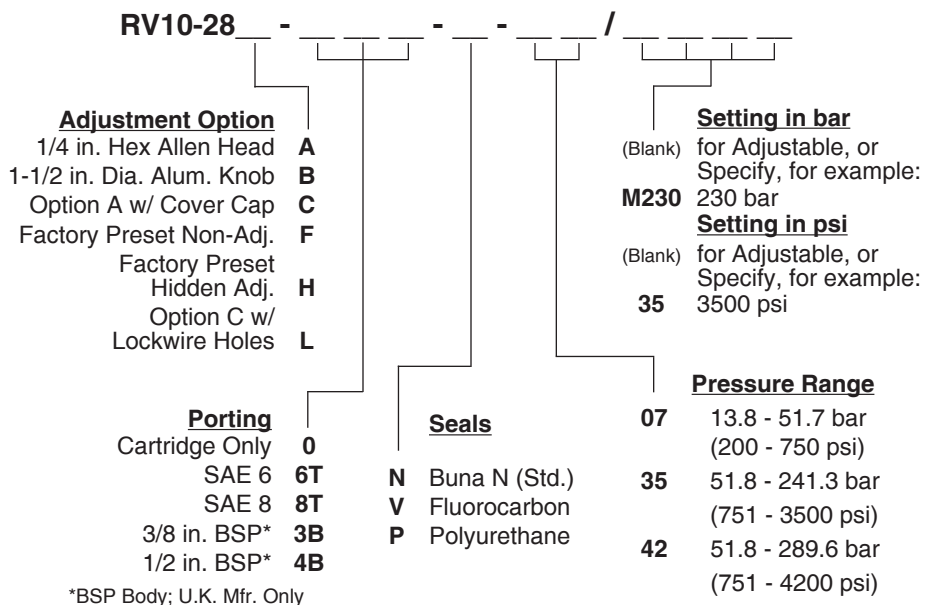 RV10-28__ - __ __ __ - __ - __ __ / __ __ __ __
Adjustment Option
1/4 in. Hex Allen Head A
1-1/2 in. Dia. Alum. Knob B
Option A w/ Cover Cap C
Factory Preset Non-Adj. F
Factory Preset
Hidden Adj. H
Option C w/
Lockwire Holes L
Porting
Cartridge Only 0
SAE 6 6T
SAE 8 8T
3/8 in. BSP* 3B
1/2 in. BSP* 4B
*BSP Body; U.K. Mfr. Only
Seals
N Buna N (Std.)
V Fluorocarbon
P Polyurethane
Setting in bar
(Blank) for Adjustable, or
Specify, for example:
M230 230 bar
Setting in psi
(Blank) for Adjustable, or
Specify, for example:
35 3500 psi
Pressure Range
07 13.8 - 51.7 bar
(200 - 750 psi)
35 51.8 - 241.3 bar
(751 - 3500 psi)
42 51.8 - 289.6 bar
(751 - 4200 psi)